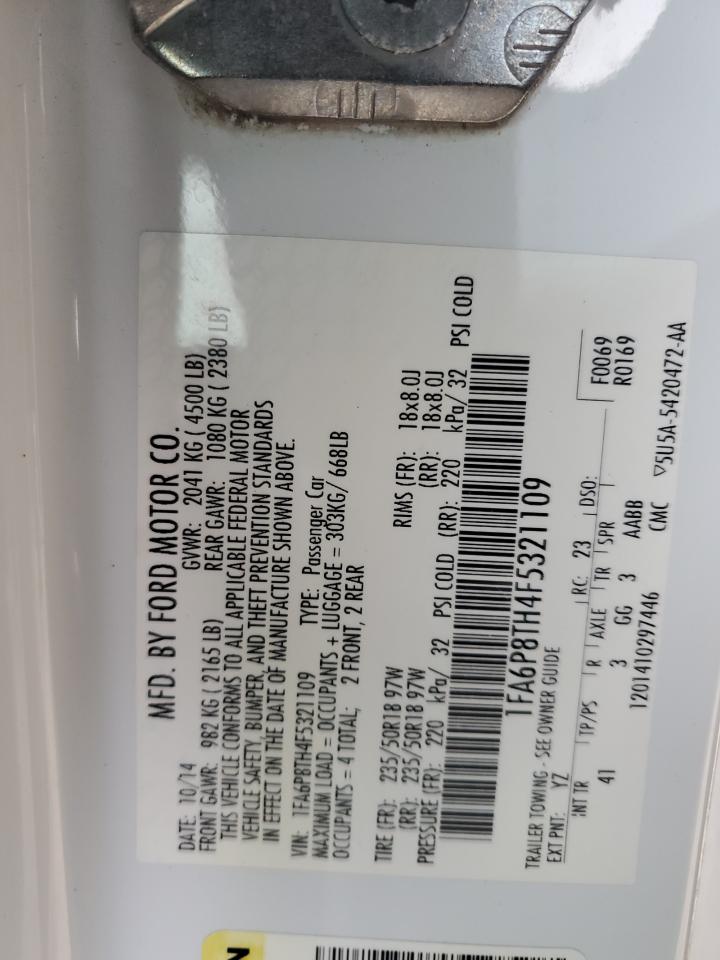 MFD. BY FORD MOTOR CO.
DATE: 10/14 GVWR: 2041 KG ( 4500 LB)
FRONT GAWR: 982 KG ( 2165 LB) REAR GAWR: 1080 KG ( 2380 LB)
THIS VEHICLE CONFORMS TO ALL APPLICABLE FEDERAL MOTOR
VEHICLE SAFETY, BUMPER, AND THEFT PREVENTION STANDARDS
IN EFFECT ON THE DATE OF MANUFACTURE SHOWN ABOVE.
VIN: 1FA6P8TH4F5321109 TYPE: Passenger Car
MAXIMUM LOAD = OCCUPANTS + LUGGAGE = 303KG/ 668LB
OCCUPANTS = 4 TOTAL; 2 FRONT, 2 REAR
TIRE (FR): 235/50R18 97W RIMS (FR): 18x8.0J
(RR): 235/50R18 97W (RR): 18x8.0J
PRESSURE (FR): 220 kPa/ 32 PSI COLD (RR): 220 kPa/ 32 PSI COLD
1FA6P8TH4F5321109
TRAILER TOWING - SEE OWNER GUIDE
EXT PNT: YZ RC: 23 DSO: F0069
R0169
INT TR TP/PS R AXLE TR SPR
41 3 GG 3 AABB
1201410297446 CMC ▽5U5A-5420472-AA
N